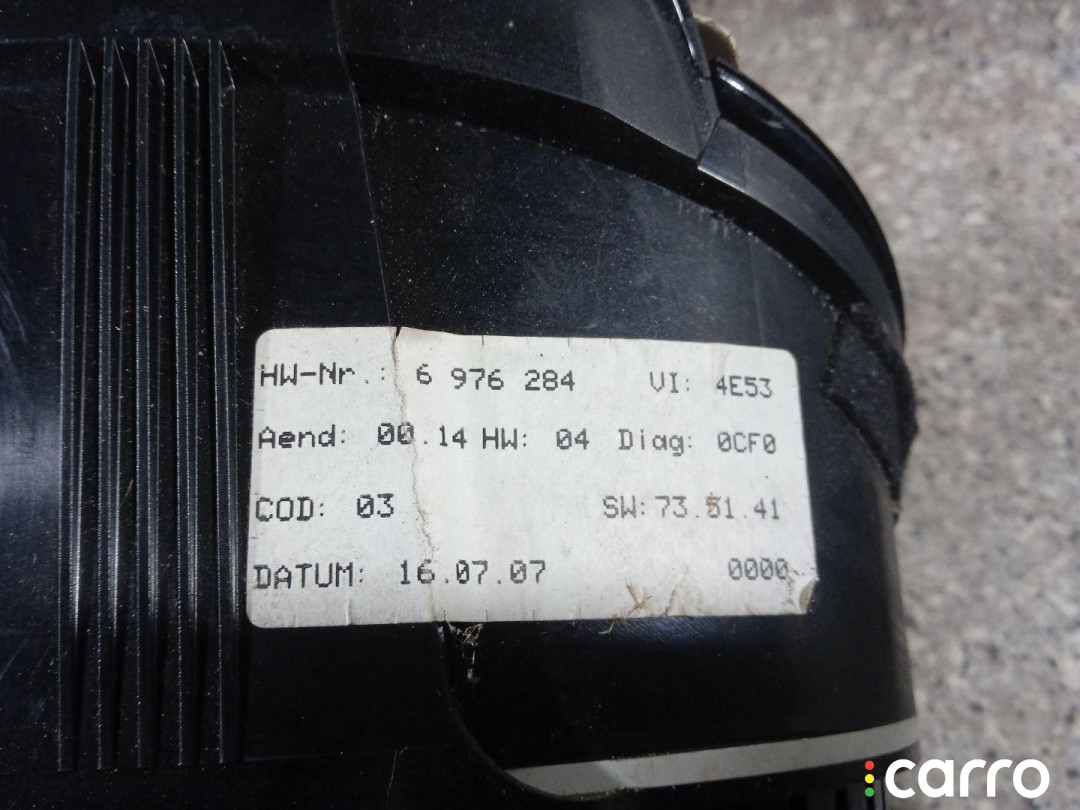 HW-Nr.: 6 976 284 VI: 4E53
Aend: 00.14 HW: 04 Diag: 0CF0
COD: 03 SW: 73.51.41
DATUM: 16.07.07 0000
carro